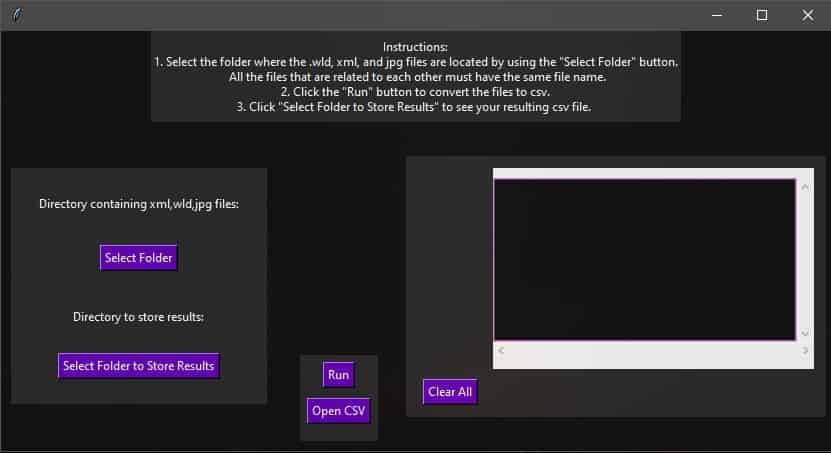 Instructions:
1. Select the folder where the .wld, xml, and jpg files are located by using the "Select Folder" button.
All the files that are related to each other must have the same file name.
2. Click the "Run" button to convert the files to csv.
3. Click "Select Folder to Store Results" to see your resulting csv file.
Directory containing xml,wld,jpg files:
Select Folder
Directory to store results:
Select Folder to Store Results
Run
Open CSV
Clear All